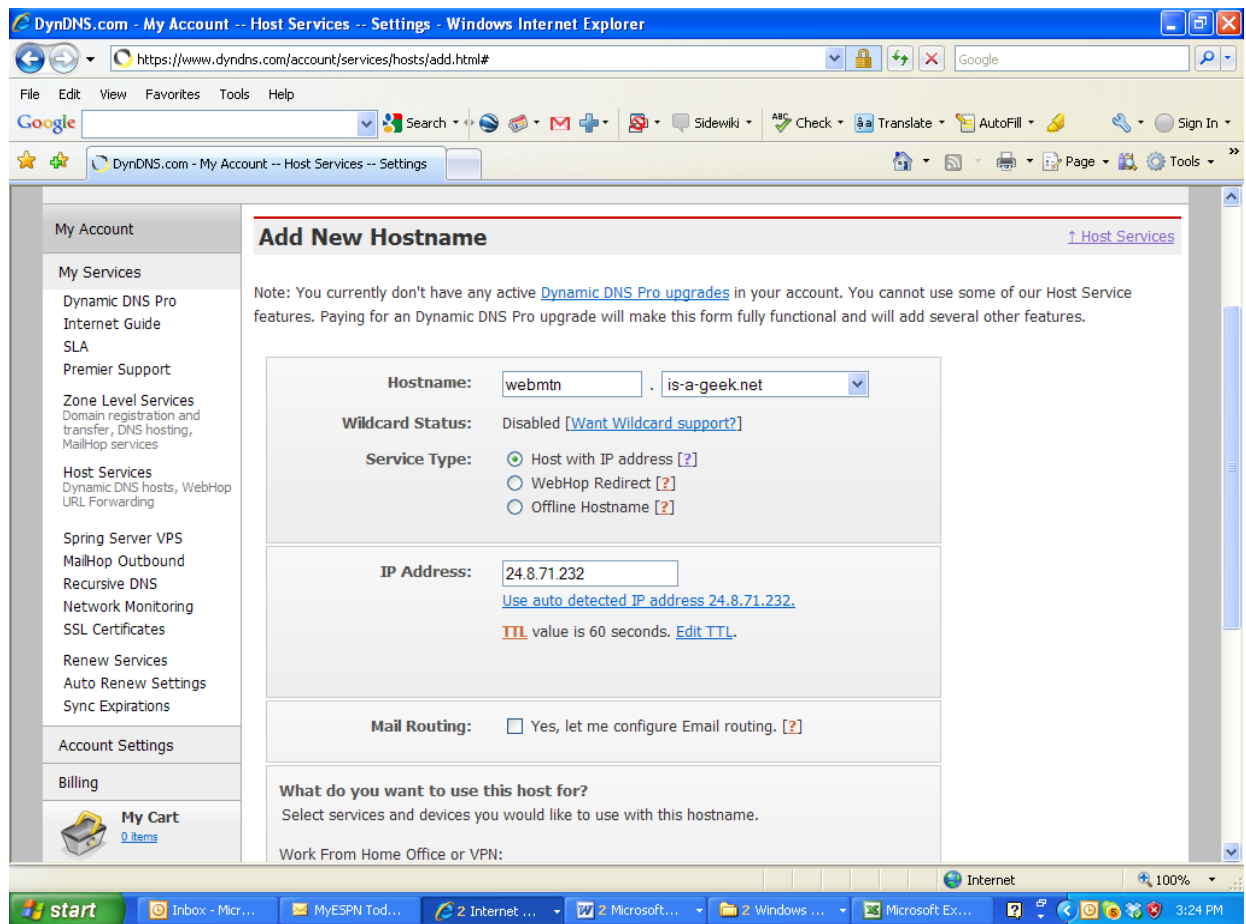 DynDNS.com - My Account -- Host Services -- Settings - Windows Internet Explorer
https://www.dyndns.com/account/services/hosts/add.html#
Google
File Edit View Favorites Tools Help
Google Search Sidewiki Check Translate AutoFill Sign In
DynDNS.com - My Account -- Host Services -- Settings
Page Tools
My Account
My Services
Dynamic DNS Pro
Internet Guide
SLA
Premier Support
Zone Level Services
Domain registration and
transfer, DNS hosting,
MailHop services
Host Services
Dynamic DNS hosts, WebHop
URL Forwarding
Spring Server VPS
MailHop Outbound
Recursive DNS
Network Monitoring
SSL Certificates
Renew Services
Auto Renew Settings
Sync Expirations
Account Settings
Billing
My Cart
0 items
Add New Hostname
↑ Host Services
Note: You currently don't have any active Dynamic DNS Pro upgrades in your account. You cannot use some of our Host Service
features. Paying for an Dynamic DNS Pro upgrade will make this form fully functional and will add several other features.
Hostname: webmtn . is-a-geek.net
Wildcard Status: Disabled [Want Wildcard support?]
Service Type: Host with IP address [?]
WebHop Redirect [?]
Offline Hostname [?]
IP Address: 24.8.71.232
Use auto detected IP address 24.8.71.232.
TTL value is 60 seconds. Edit TTL.
Mail Routing: Yes, let me configure Email routing. [?]
What do you want to use this host for?
Select services and devices you would like to use with this hostname.
Work From Home Office or VPN:
Internet 100%
start Inbox - Micr... MyESPN Tod... 2 Internet ... 2 Microsoft... 2 Windows ... Microsoft Ex... 3:24 PM